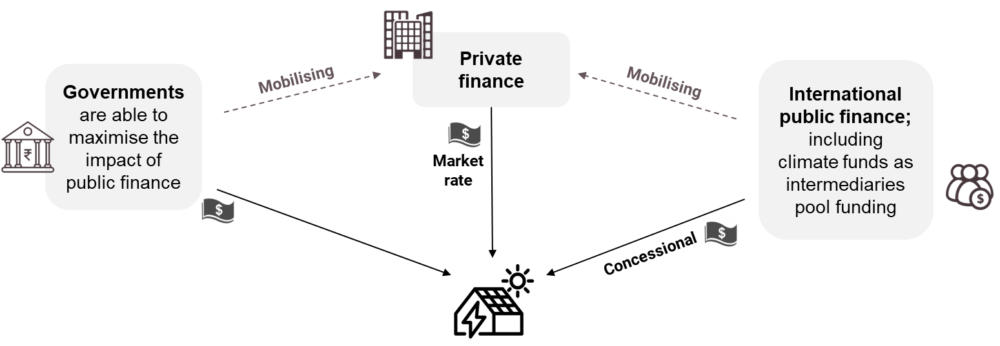 Governments
are able to
maximise the
impact of
public finance
₹
Mobilising
Private
finance
Mobilising
International
public finance;
including
climate funds as
intermediaries
pool funding
$
$
Market
rate
$
Concessional
$